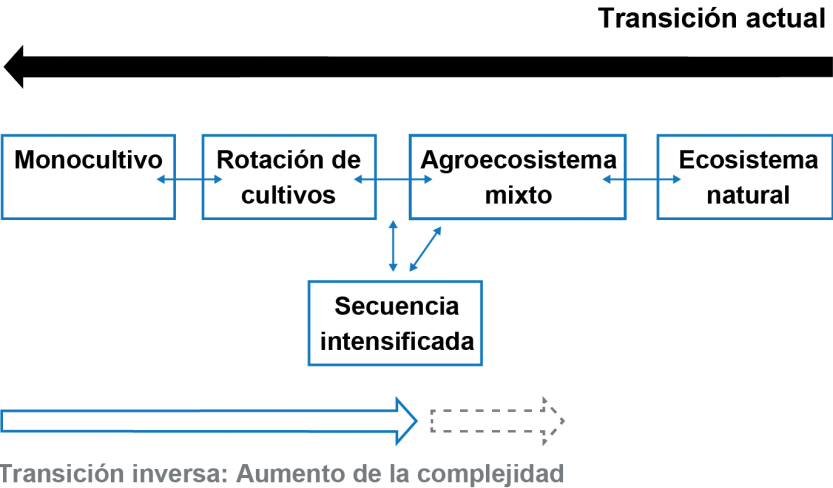 Transición actual
Monocultivo
Rotación de
cultivos
Agroecosistema
mixto
Ecosistema
natural
Secuencia
intensificada
Transición inversa: Aumento de la complejidad